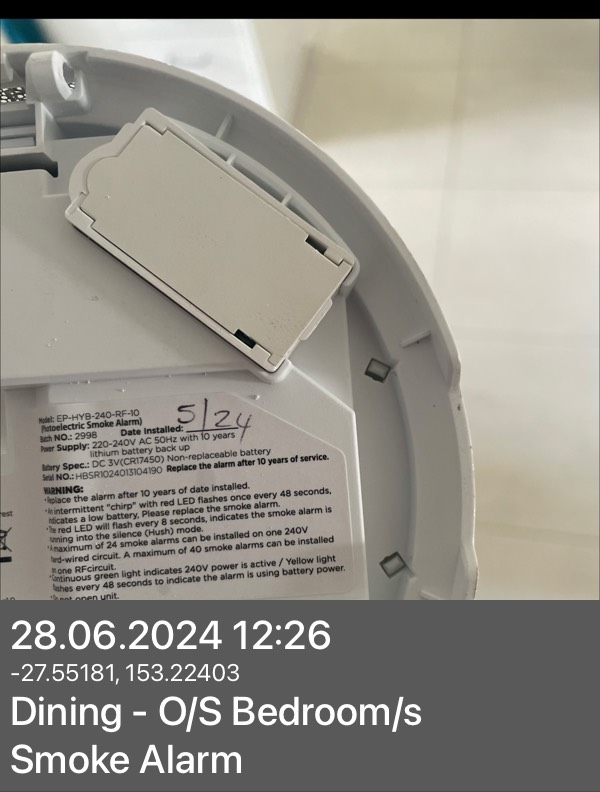 Model: EP-HYB-240-RF-10
(Photoelectric Smoke Alarm)
Batch NO.: 2998 Date Installed: 5/24
Power Supply: 220-240V AC 50Hz with 10 years
lithium battery back up
Battery Spec.: DC 3V(CR17450) Non-replaceable battery
Serial NO.: HBSR1024013104190 Replace the alarm after 10 years of service.
WARNING:
•Replace the alarm after 10 years of date installed.
•An intermittent "chirp" with red LED flashes once every 48 seconds,
indicates a low battery. Please replace the smoke alarm.
•The red LED will flash every 8 seconds, indicates the smoke alarm is
running into the silence (Hush) mode.
•A maximum of 24 smoke alarms can be installed on one 240V
hard-wired circuit. A maximum of 40 smoke alarms can be installed
on one RFcircuit.
•Continuous green light indicates 240V power is active / Yellow light
flashes every 48 seconds to indicate the alarm is using battery power.
•Do not open unit.
28.06.2024 12:26
-27.55181, 153.22403
Dining - O/S Bedroom/s
Smoke Alarm